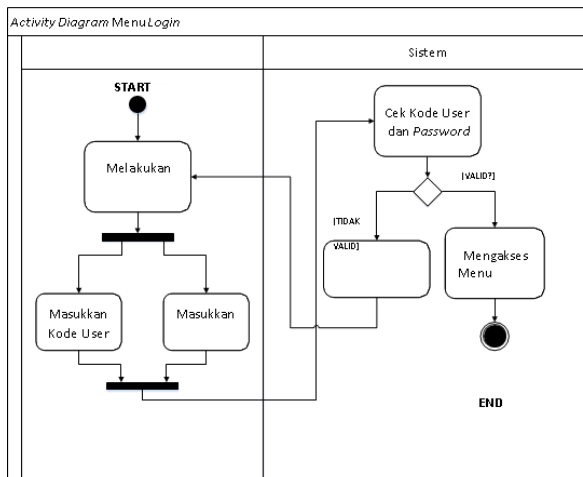 Activity Diagram Menu Login
Sistem
START
Melakukan
Masukkan
Kode User
Masukkan
Cek Kode User
dan Password
[VALID?]
[TIDAK
VALID]
Mengakses
Menu
END